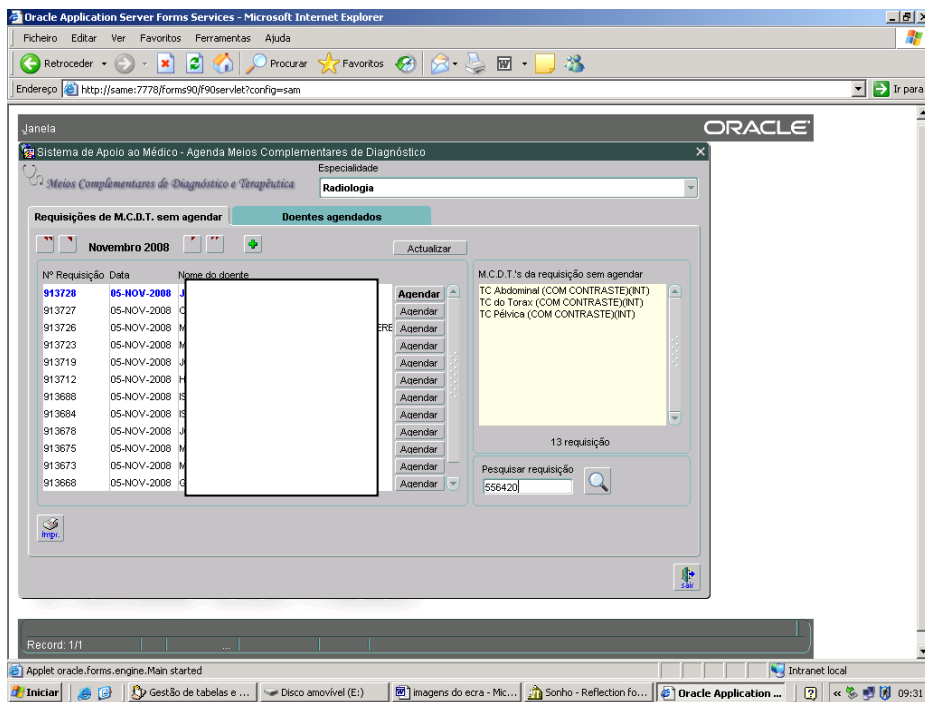 Oracle Application Server Forms Services - Microsoft Internet Explorer
Ficheiro Editar Ver Favoritos Ferramentas Ajuda
Retroceder Procurar Favoritos
Endereço http://same:7778/forms90/f90servlet?config=sam Ir para
Janela ORACLE
Sistema de Apoio ao Médico - Agenda Meios Complementares de Diagnóstico
Meios Complementares de Diagnóstico e Terapêutica
Especialidade
Radiologia
Requisições de M.C.D.T. sem agendar Doentes agendados
Novembro 2008 Actualizar
Nº Requisição Data Nome do doente
913728 05-NOV-2008 J Agendar
913727 05-NOV-2008 Agendar
913726 05-NOV-2008 M ERE Agendar
913723 05-NOV-2008 M Agendar
913719 05-NOV-2008 Agendar
913712 05-NOV-2008 H Agendar
913688 05-NOV-2008 IS Agendar
913684 05-NOV-2008 IS Agendar
913678 05-NOV-2008 Agendar
913675 05-NOV-2008 M Agendar
913673 05-NOV-2008 M Agendar
913668 05-NOV-2008 Agendar
M.C.D.T.'s da requisição sem agendar
TC Abdominal (COM CONTRASTE)(INT)
TC do Torax (COM CONTRASTE)(INT)
TC Pélvica (COM CONTRASTE)(INT)
13 requisição
Pesquisar requisição
556420
Impr.
sair
Record: 1/1 ...
Applet oracle.forms.engine.Main started Intranet local
Iniciar Gestão de tabelas e ... Disco amovível (E:) imagens do ecra - Mic... Sonho - Reflection fo... Oracle Application ... 09:31